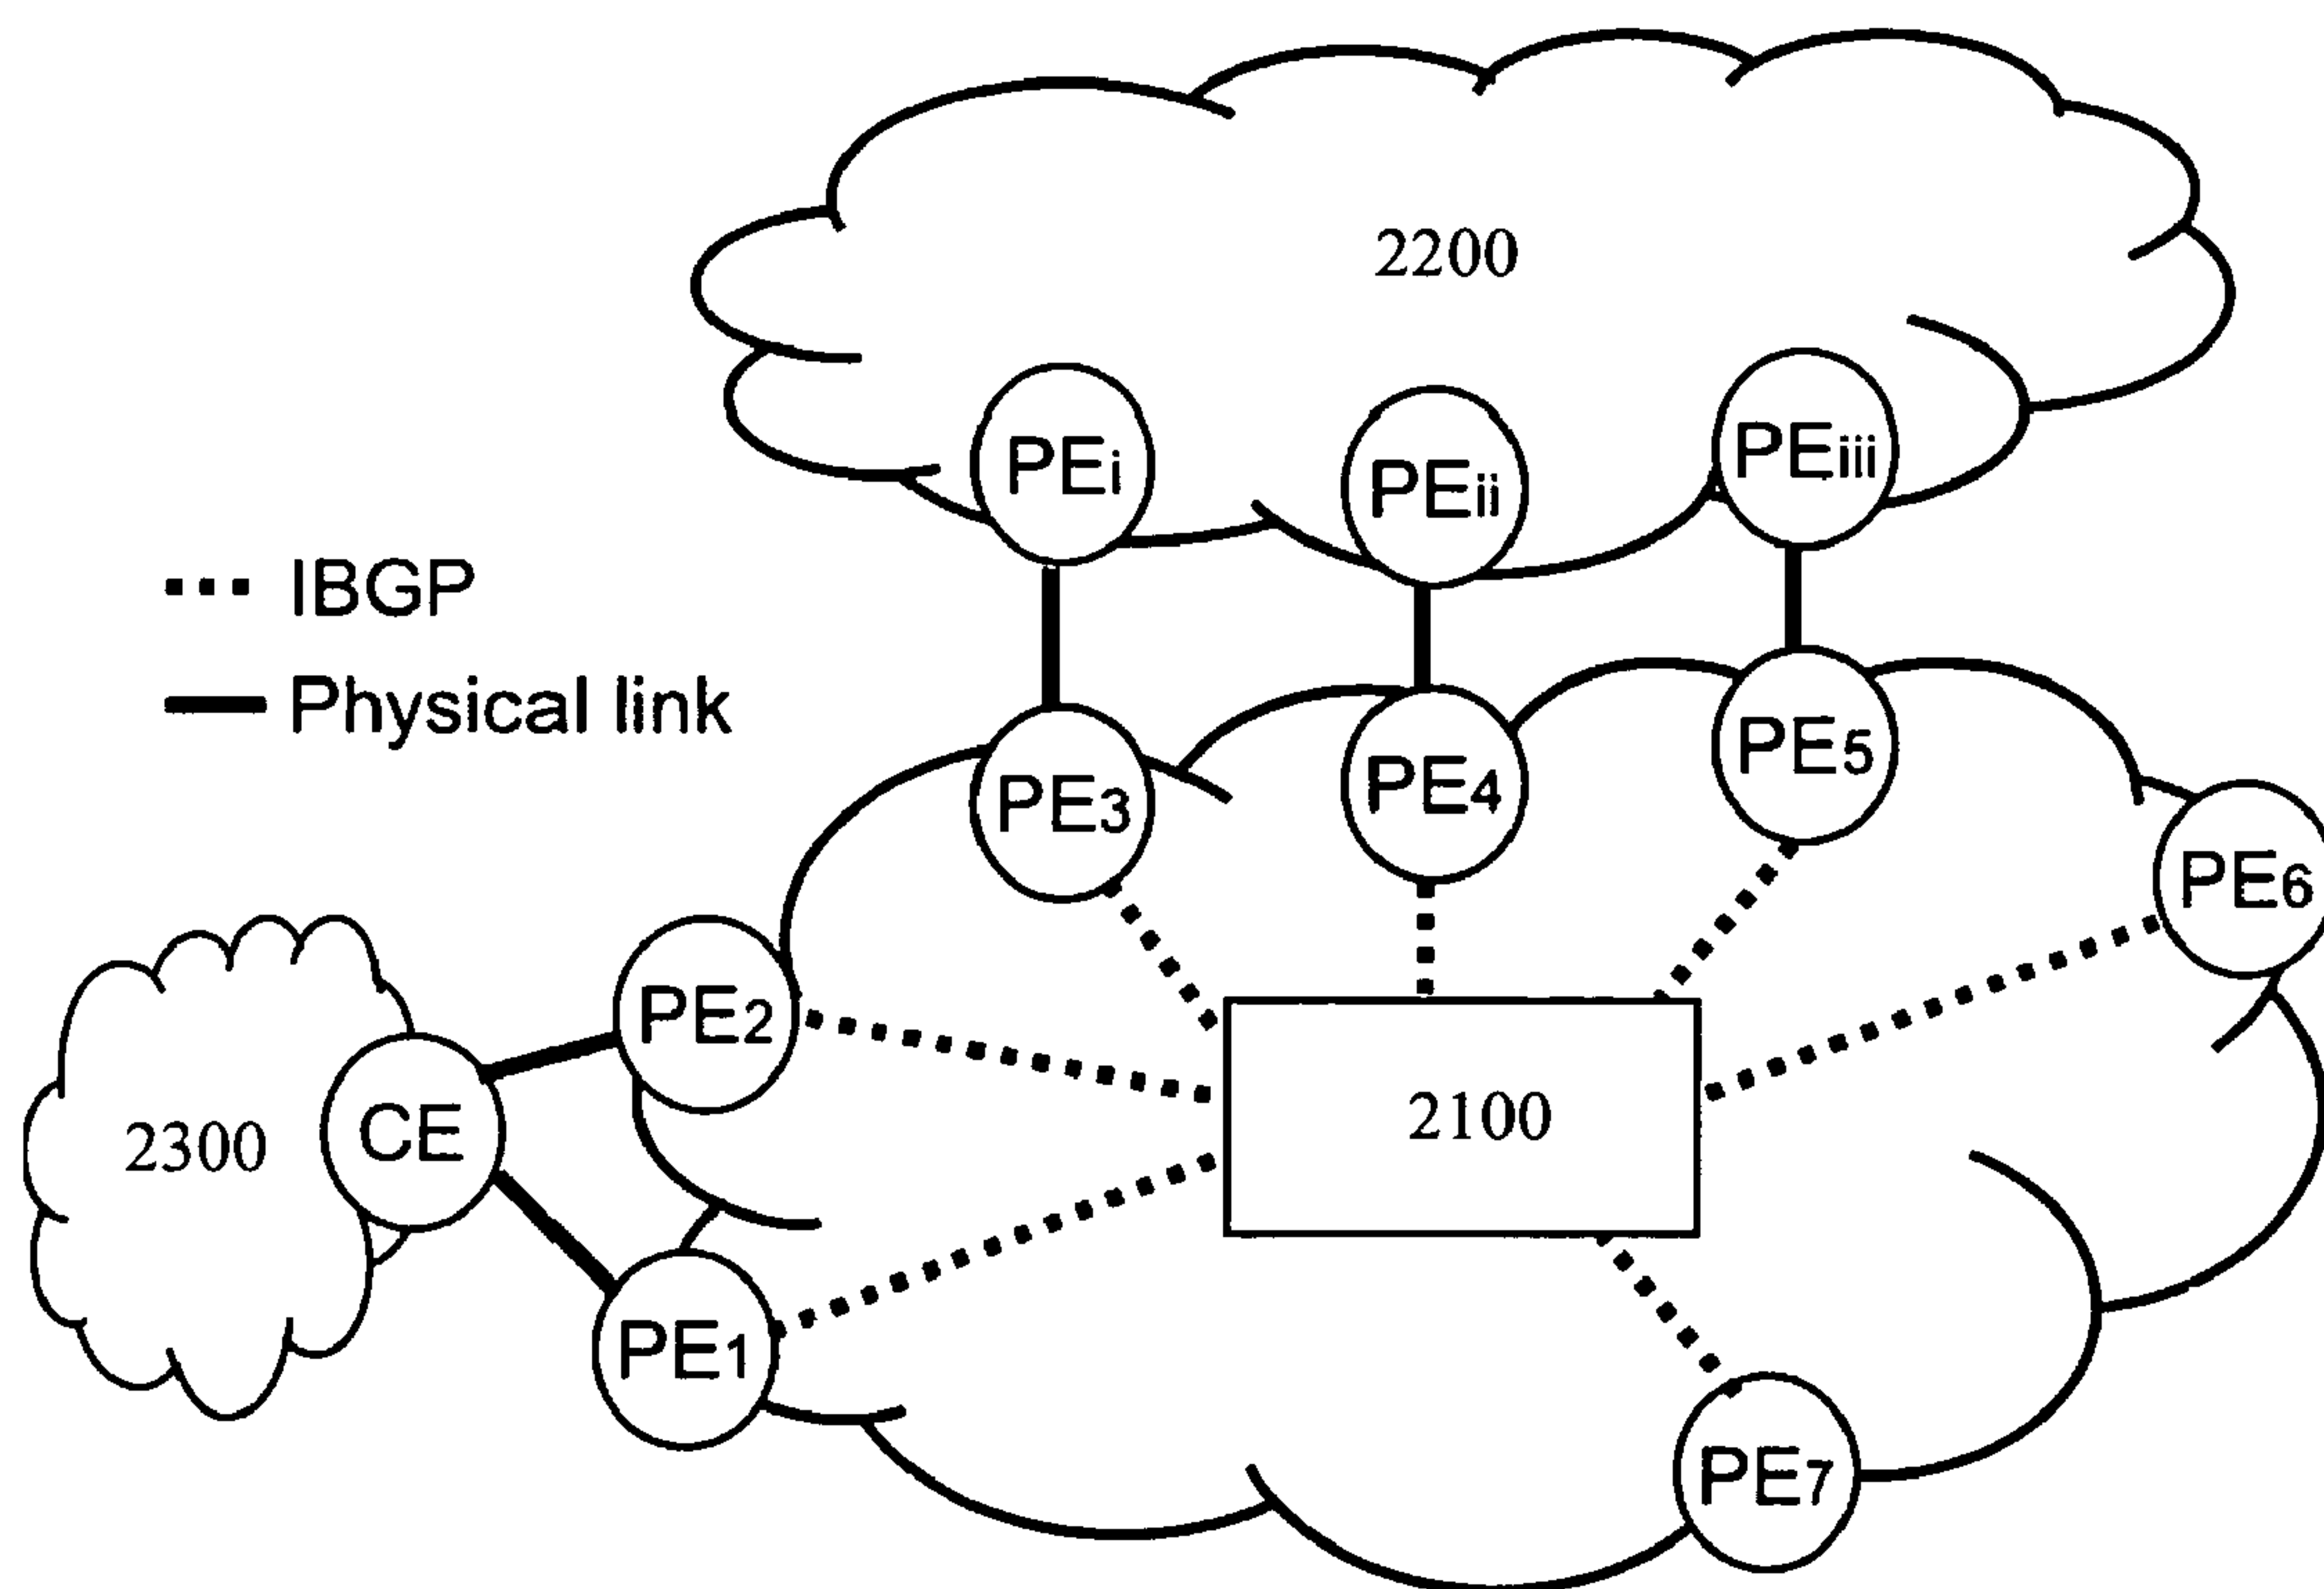 2200
PEi
PEii
PEiii
IBGP
Physical link
PE3
PE4
PE5
PE6
PE2
2300
CE
2100
PE1
PE7